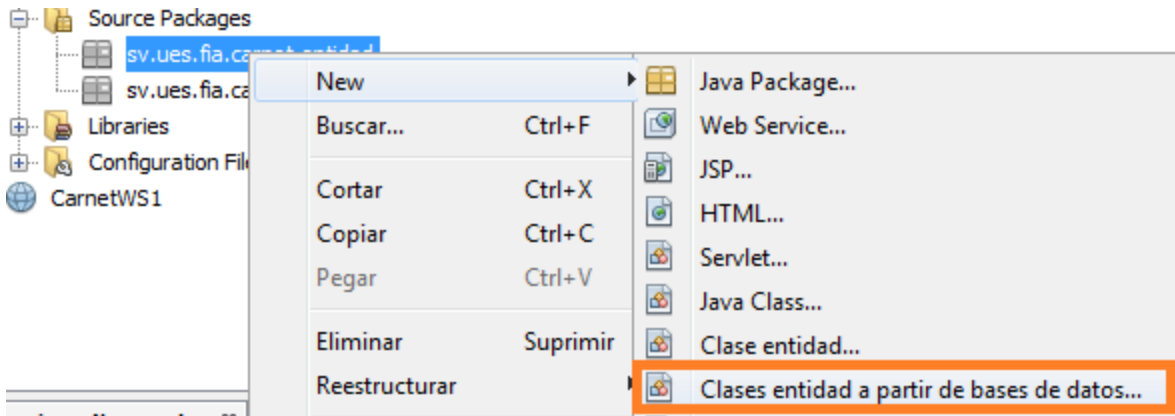 Source Packages
sv.ues.fia.carnet.entidad
sv.ues.fia.ca
Libraries
Configuration Fil
CarnetWS1
New
Buscar... Ctrl+F
Cortar Ctrl+X
Copiar Ctrl+C
Pegar Ctrl+V
Eliminar Suprimir
Reestructurar
Java Package...
Web Service...
JSP...
HTML...
Servlet...
Java Class...
Clase entidad...
Clases entidad a partir de bases de datos...